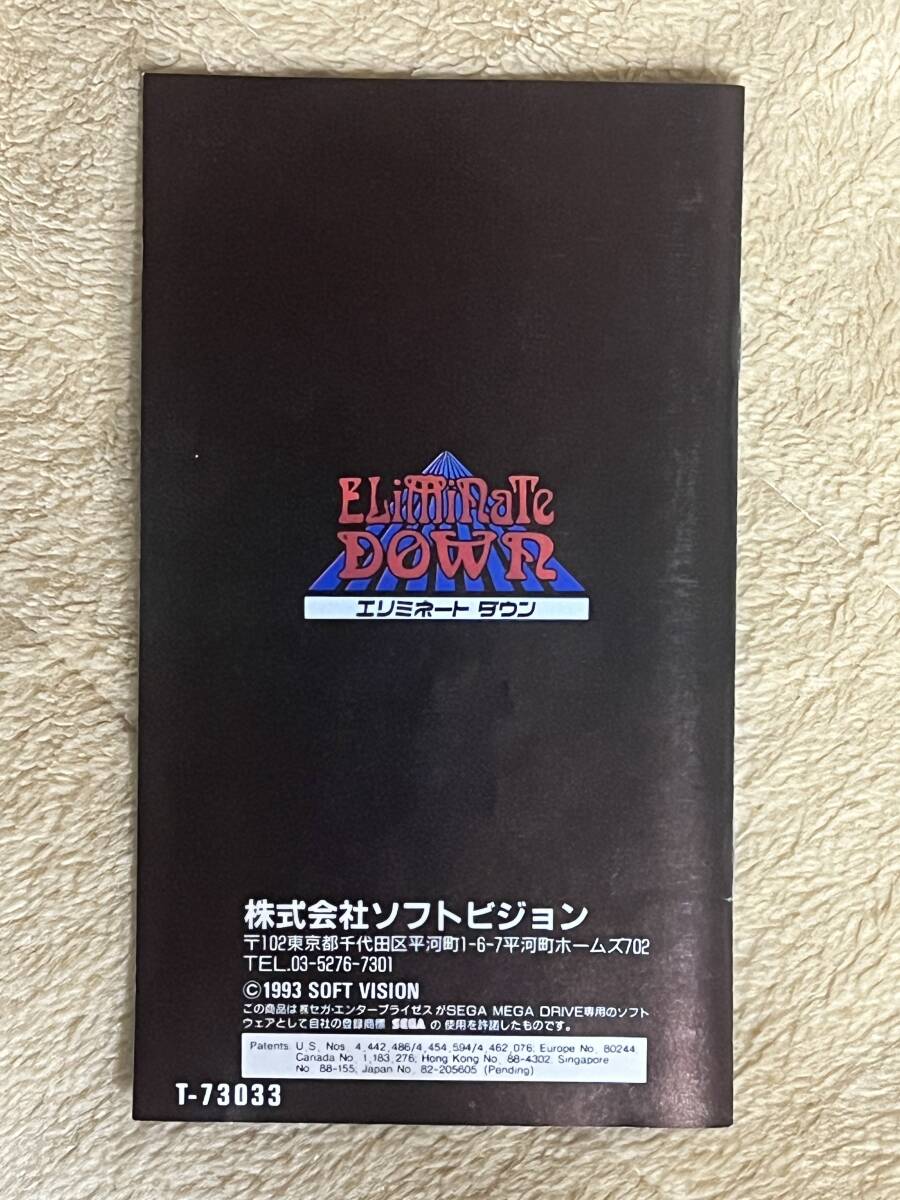 ELiMiNaTe
DOWN
エリミネート ダウン
株式会社ソフトビジョン
〒102東京都千代田区平河町1-6-7平河町ホームズ702
TEL.03-5276-7301
©1993 SOFT VISION
この商品は㈱セガ・エンタープライゼスがSEGA MEGA DRIVE専用のソフト
ウェアとして自社の登録商標 SEGA の使用を許諾したものです。
Patents: U.S. Nos. 4,442,486/4,454,594/4,462,076; Europe No. 80244;
Canada No. 1,183,276; Hong Kong No. 88-4302; Singapore
No. 88-155; Japan No. 82-205605 (Pending)
T-73033